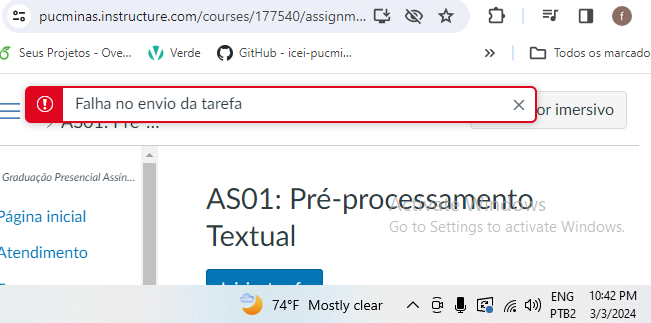 pucminas.instructure.com/courses/177540/assignm...
f
Seus Projetos - Ove...
Verde
GitHub - icei-pucmi...
»
Todos os marcado
Falha no envio da tarefa
or imersivo
AS01: Pré-...
Graduação Presencial Assín...
Página inicial
Atendimento
AS01: Pré-processamento
Textual
Activate Windows
Go to Settings to activate Windows.
74°F Mostly clear
ENG
PTB2
10:42 PM
3/3/2024